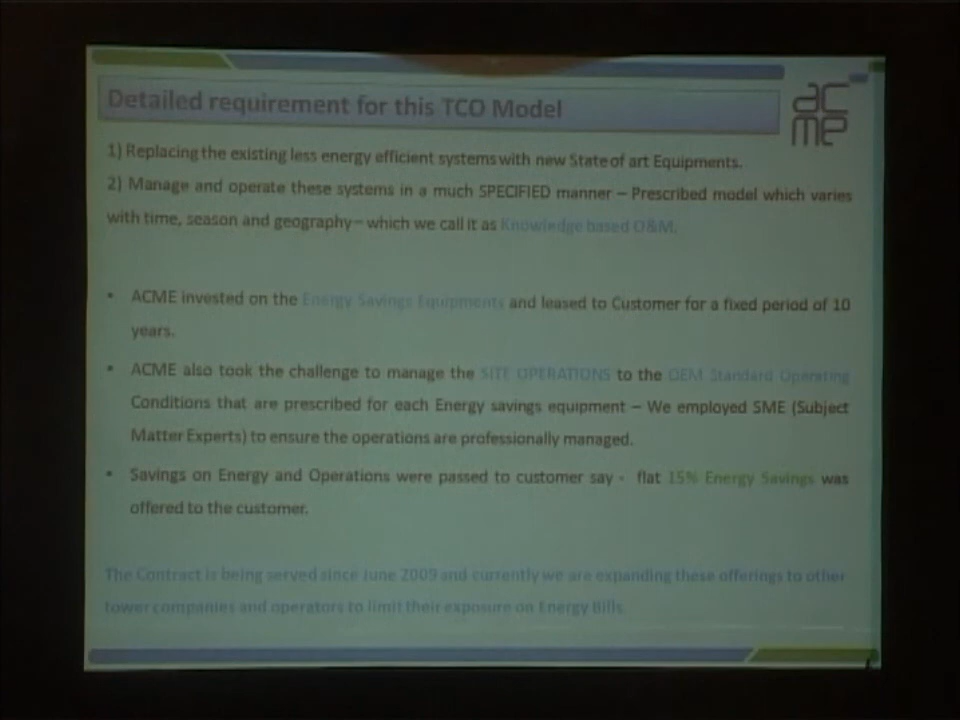 Detailed requirement for this TCO Model
acme
1) Replacing the existing less energy efficient systems with new State of art Equipments.
2) Manage and operate these systems in a much SPECIFIED manner – Prescribed model which varies
with time, season and geography – which we call it as Knowledge based O&M.
• ACME invested on the Energy Savings Equipments and leased to Customer for a fixed period of 10
years.
• ACME also took the challenge to manage the SITE OPERATIONS to the OEM Standard Operating
Conditions that are prescribed for each Energy savings equipment – We employed SME (Subject
Matter Experts) to ensure the operations are professionally managed.
• Savings on Energy and Operations were passed to customer say - flat 15% Energy Savings was
offered to the customer.
The Contract is being served since June 2009 and currently we are expanding these offerings to other
tower companies and operators to limit their exposure on Energy Bills.